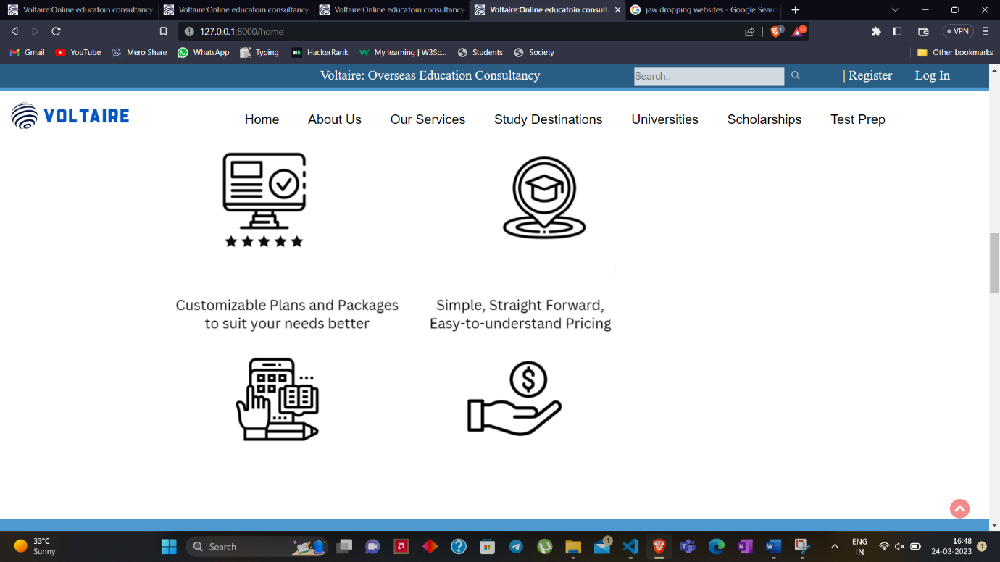 Voltaire:Online educatoin consultancy
Voltaire:Online educatoin consultancy
Voltaire:Online educatoin consultancy
Voltaire:Online educatoin consult
jaw dropping websites - Google Searc
127.0.0.1:8000/home
1
12
VPN
Gmail
YouTube
Mero Share
WhatsApp
Typing
HackerRank
My learning | W3Sc...
Students
Society
Other bookmarks
Voltaire: Overseas Education Consultancy
Search..
| Register
Log In
VOLTAIRE
Home
About Us
Our Services
Study Destinations
Universities
Scholarships
Test Prep
Customizable Plans and Packages
to suit your needs better
Simple, Straight Forward,
Easy-to-understand Pricing
$
33°C
Sunny
Search
1
ENG
IN
16:48
24-03-2023
1